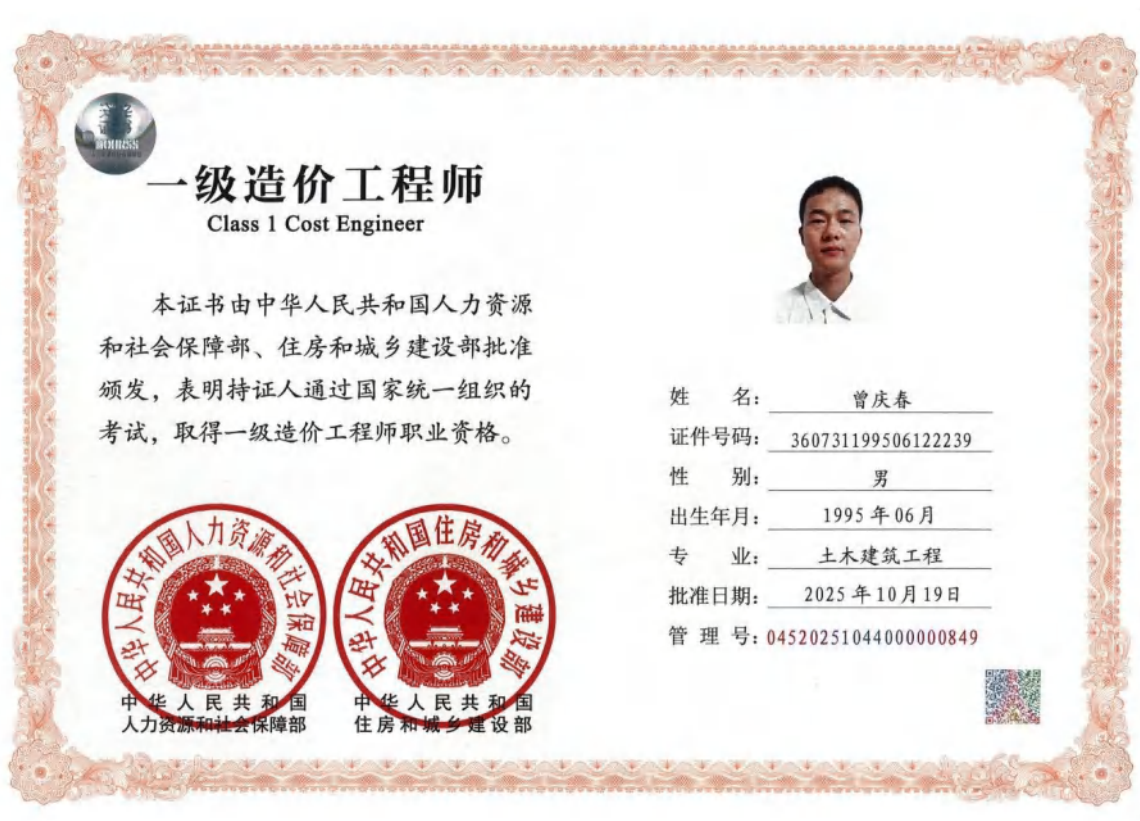 一级造价工程师
Class 1 Cost Engineer
本证书由中华人民共和国人力资源
和社会保障部、住房和城乡建设部批准
颁发，表明持证人通过国家统一组织的
考试，取得一级造价工程师职业资格。
中华人民共和国人力资源和社会保障部
中华人民共和国住房和城乡建设部
中华人民共和国
人力资源和社会保障部
中华人民共和国
住房和城乡建设部
姓名：曾庆春
证件号码：360731199506122239
性别：男
出生年月：1995年06月
专业：土木建筑工程
批准日期：2025年10月19日
管理号：04520251044000000849